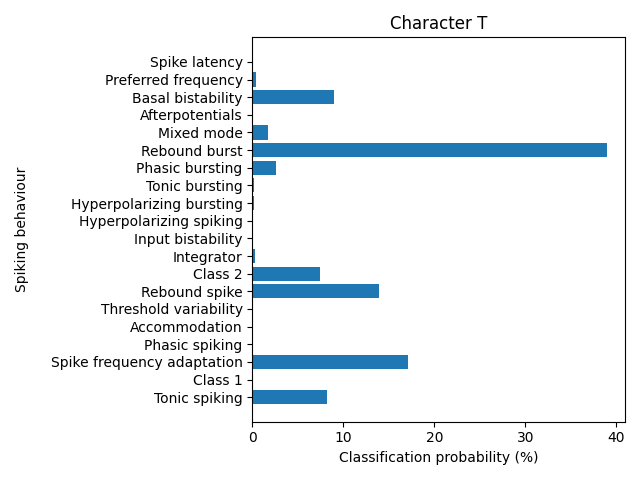 Character T
Spiking behaviour
Spike latency
Preferred frequency
Basal bistability
Afterpotentials
Mixed mode
Rebound burst
Phasic bursting
Tonic bursting
Hyperpolarizing bursting
Hyperpolarizing spiking
Input bistability
Integrator
Class 2
Rebound spike
Threshold variability
Accommodation
Phasic spiking
Spike frequency adaptation
Class 1
Tonic spiking
0 10 20 30 40
Classification probability (%)